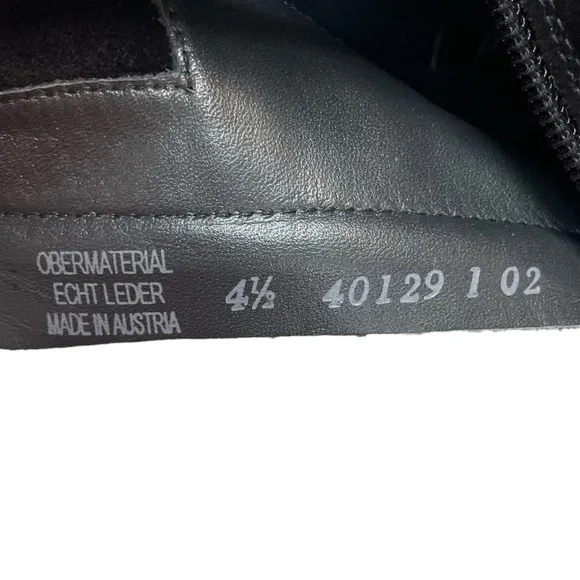 OBERMATERIAL
ECHT LEDER
MADE IN AUSTRIA
4½ 40129 1 02